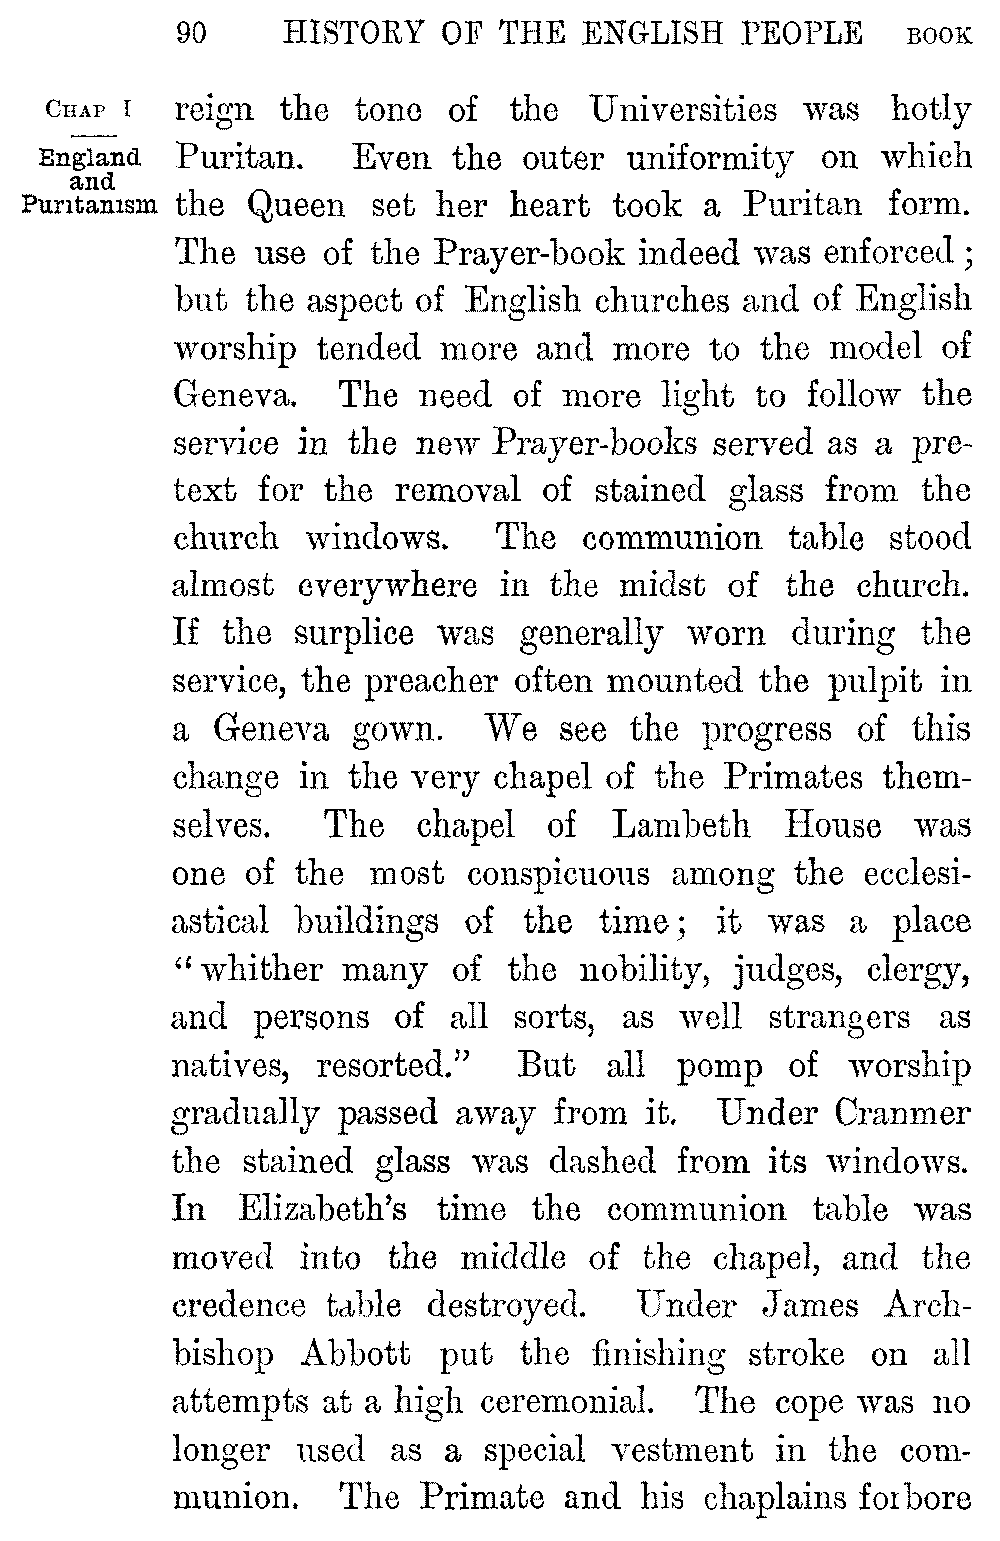 90 HISTORY OF THE ENGLISH PEOPLE BOOK
CHAP I
England
and
Puritanism
reign the tone of the Universities was hotly
Puritan. Even the outer uniformity on which
the Queen set her heart took a Puritan form.
The use of the Prayer-book indeed was enforced;
but the aspect of English churches and of English
worship tended more and more to the model of
Geneva. The need of more light to follow the
service in the new Prayer-books served as a pre-
text for the removal of stained glass from the
church windows. The communion table stood
almost everywhere in the midst of the church.
If the surplice was generally worn during the
service, the preacher often mounted the pulpit in
a Geneva gown. We see the progress of this
change in the very chapel of the Primates them-
selves. The chapel of Lambeth House was
one of the most conspicuous among the ecclesi-
astical buildings of the time; it was a place
"whither many of the nobility, judges, clergy,
and persons of all sorts, as well strangers as
natives, resorted." But all pomp of worship
gradually passed away from it. Under Cranmer
the stained glass was dashed from its windows.
In Elizabeth's time the communion table was
moved into the middle of the chapel, and the
credence table destroyed. Under James Arch-
bishop Abbott put the finishing stroke on all
attempts at a high ceremonial. The cope was no
longer used as a special vestment in the com-
munion. The Primate and his chaplains forbore